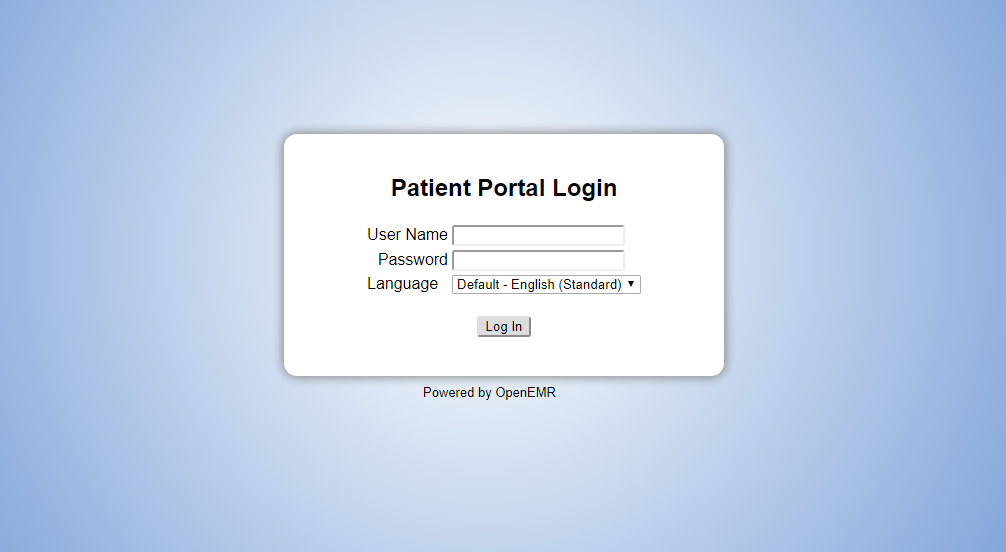 Patient Portal Login
User Name
Password
Language Default - English (Standard)
Log In
Powered by OpenEMR